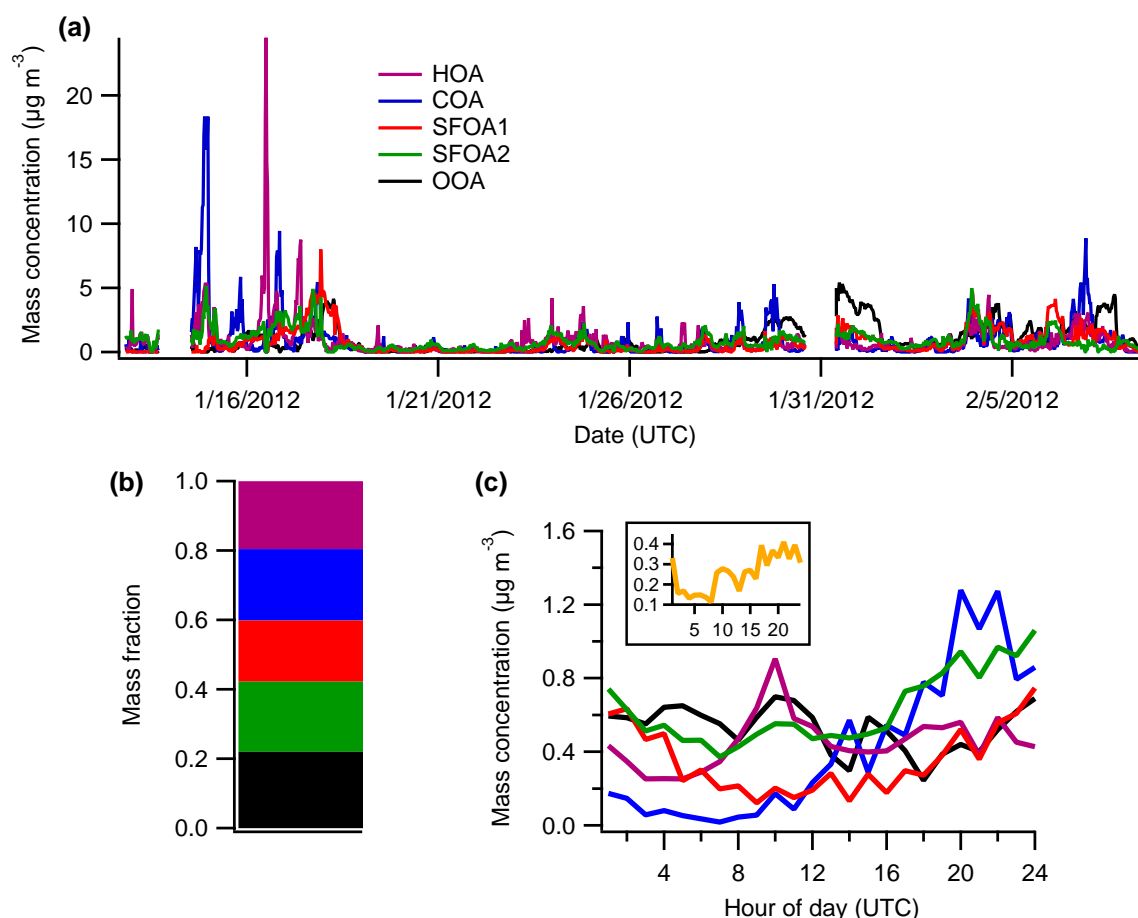 (a)
Mass concentration (µg m⁻³)
20
15
10
5
0
HOA
COA
SFOA1
SFOA2
OOA
1/16/2012
1/21/2012
1/26/2012
1/31/2012
2/5/2012
Date (UTC)
(b)
Mass fraction
1.0
0.8
0.6
0.4
0.2
0.0
(c)
Mass concentration (µg m⁻³)
1.6
1.2
0.8
0.4
0.0
0.4
0.3
0.2
0.1
5 10 15 20
4 8 12 16 20 24
Hour of day (UTC)